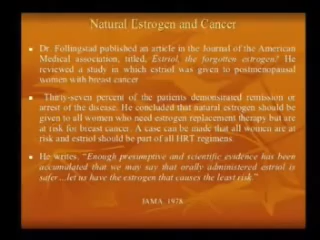 Natural Estrogen and Cancer
Dr. Follingstad published an article in the Journal of the American
Medical association, titled, Estriol, the forgotten estrogen? He
reviewed a study in which estriol was given to postmenopausal
women with breast cancer
Thirty-seven percent of the patients demonstrated remission or
arrest of the disease. He concluded that natural estrogen should be
given to all women who need estrogen replacement therapy but are
at risk for breast cancer. A case can be made that all women are at
risk and estriol should be part of all HRT regimens.
He writes, "Enough presumptive and scientific evidence has been
accumulated that we may say that orally administered estriol is
safer…let us have the estrogen that causes the least risk."
JAMA, 1978